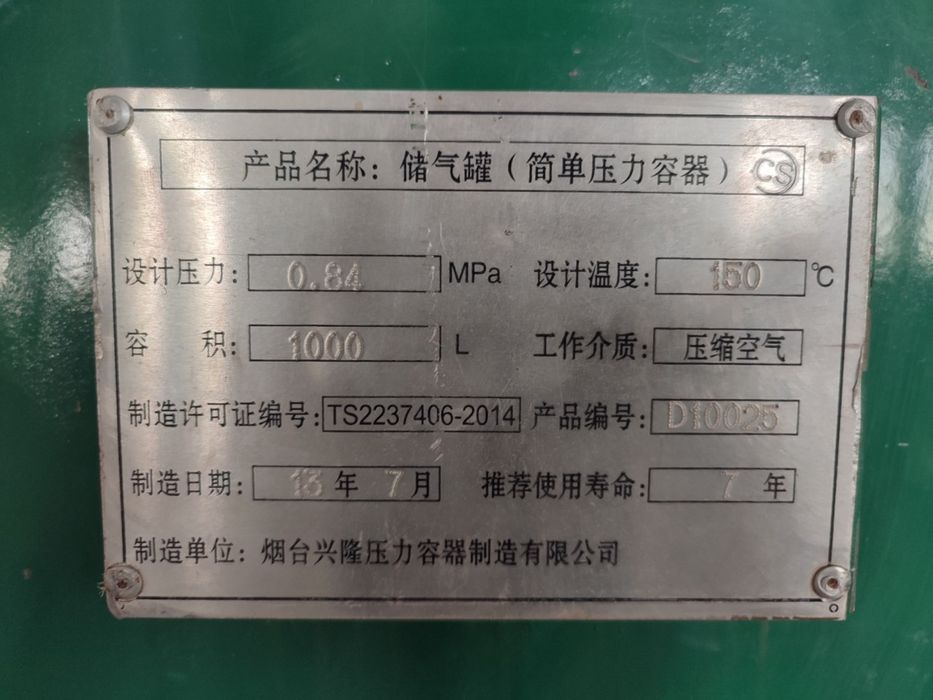 产品名称：储气罐（简单压力容器） CS
设计压力： 0.84 MPa 设计温度： 150 ℃
容 积： 1000 L 工作介质： 压缩空气
制造许可证编号： TS2237406-2014 产品编号： D10025
制造日期： 13 年 7 月 推荐使用寿命： 7 年
制造单位：烟台兴隆压力容器制造有限公司